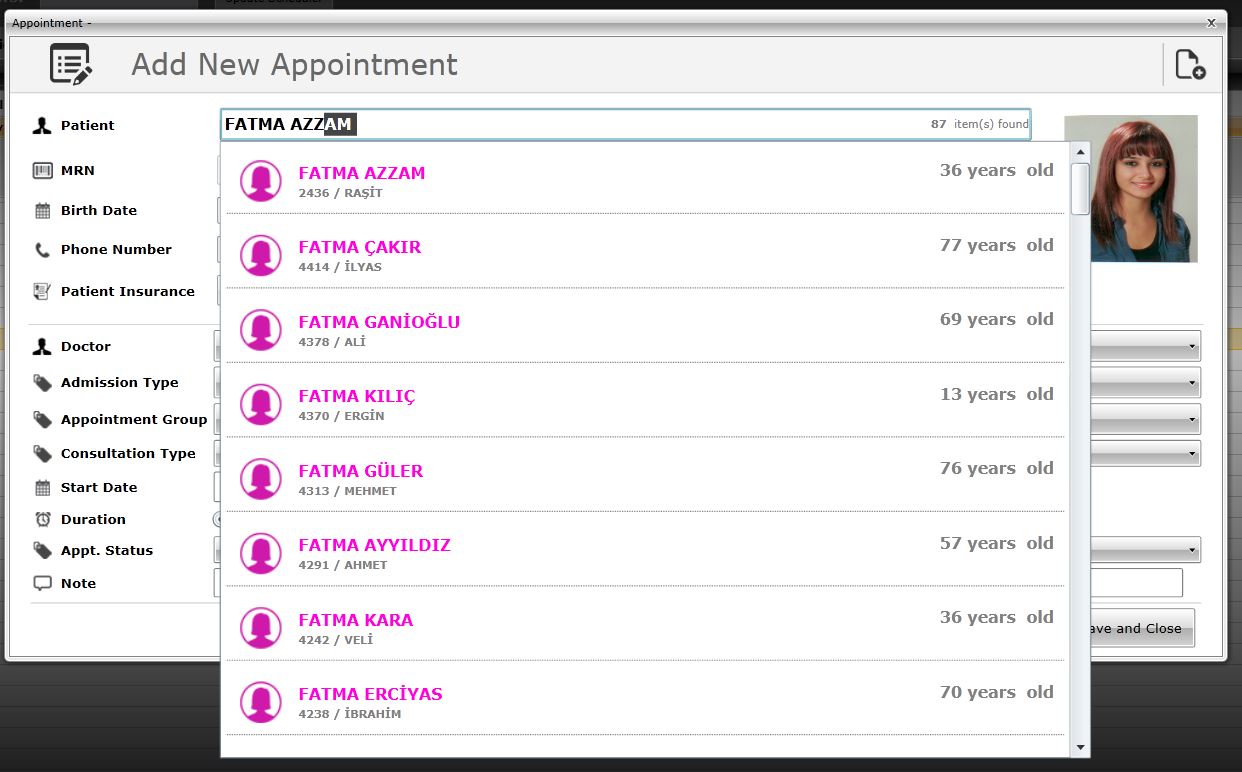 Update Scheduler
Appointment -
x
Add New Appointment
Patient
FATMA AZZAM
87 item(s) found
MRN
Birth Date
Phone Number
Patient Insurance
Doctor
Admission Type
Appointment Group
Consultation Type
Start Date
Duration
Appt. Status
Note
FATMA AZZAM
36 years old
2436 / RAŞİT
FATMA ÇAKIR
77 years old
4414 / İLYAS
FATMA GANİOĞLU
69 years old
4378 / ALİ
FATMA KILIÇ
13 years old
4370 / ERGİN
FATMA GÜLER
76 years old
4313 / MEHMET
FATMA AYYILDIZ
57 years old
4291 / AHMET
FATMA KARA
36 years old
4242 / VELİ
FATMA ERCİYAS
70 years old
4238 / İBRAHİM
ave and Close